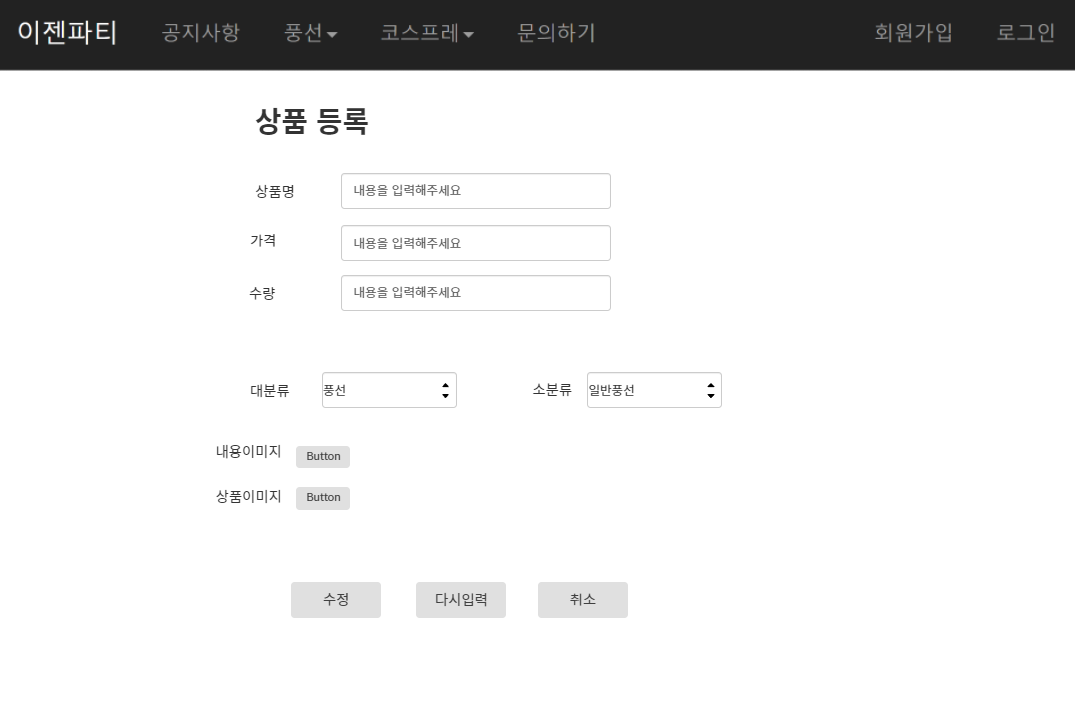 이젠파티 공지사항 풍선 코스프레 문의하기 회원가입 로그인
상품 등록
상품명 내용을 입력해주세요
가격 내용을 입력해주세요
수량 내용을 입력해주세요
대분류 풍선 소분류 일반풍선
내용이미지 Button
상품이미지 Button
수정 다시입력 취소